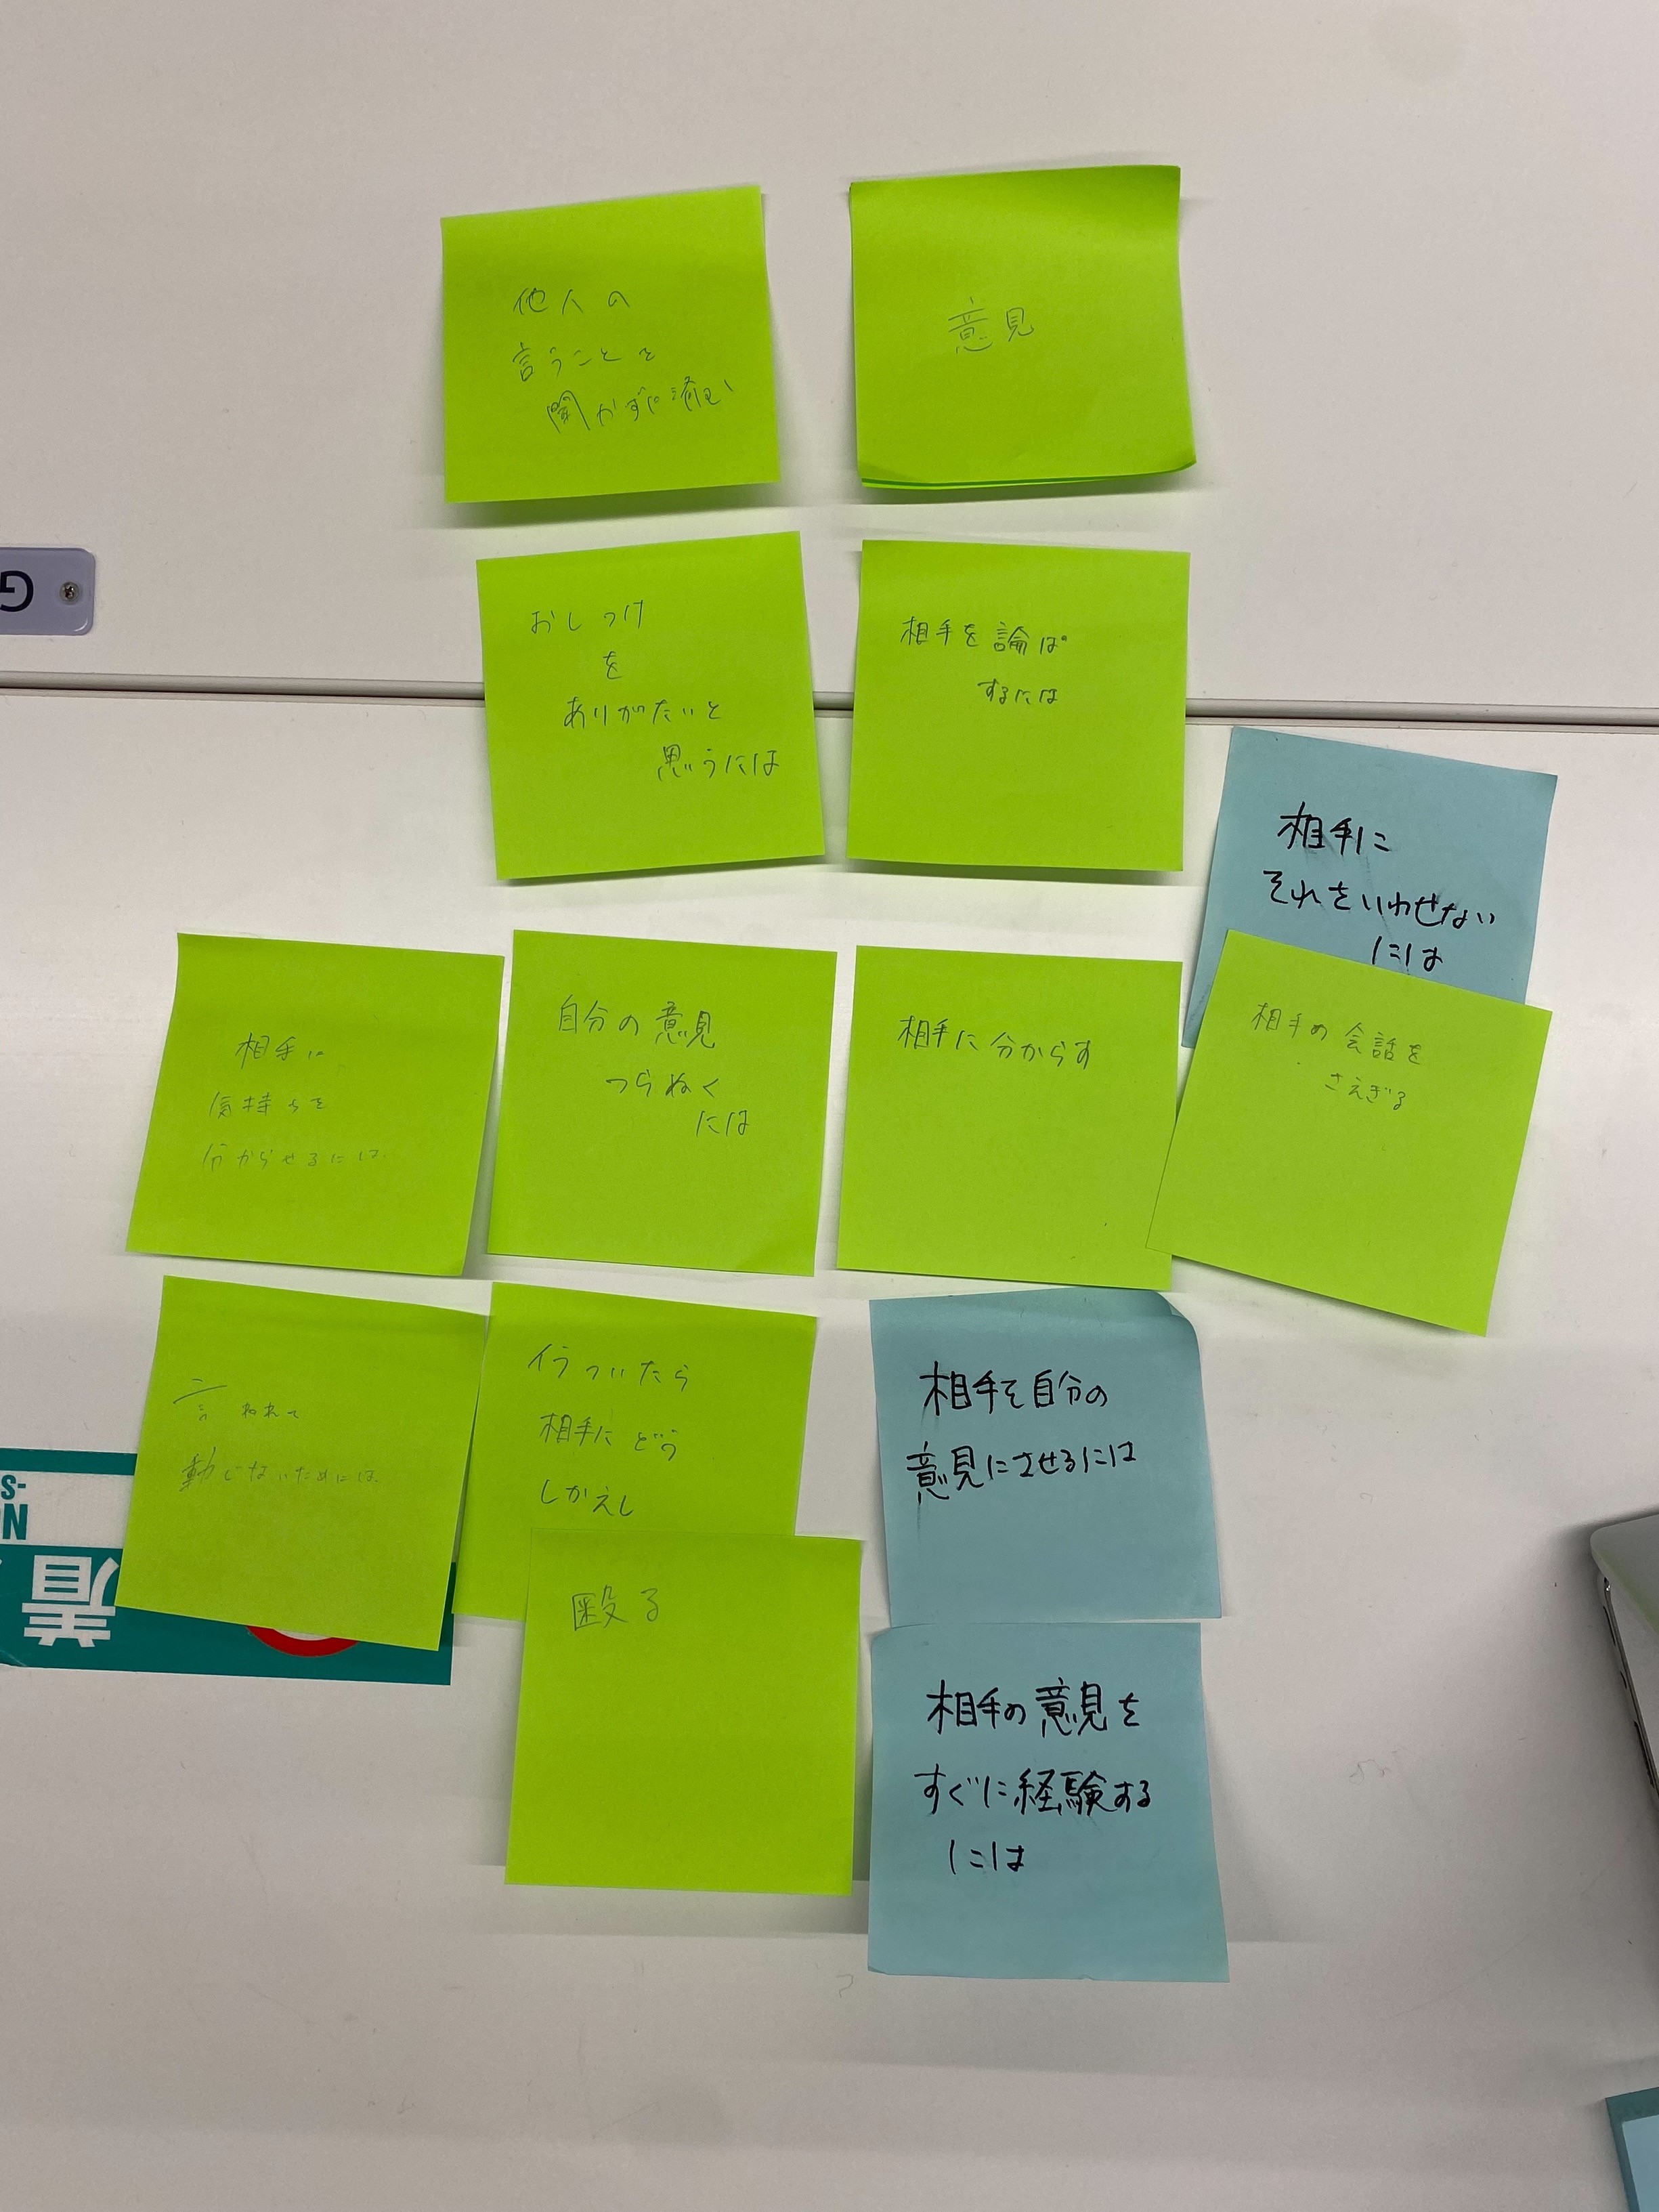 他人の
言うことを
聞かずに済む
意見
おしつけ
を
ありがたいと
思うには
相手を論ぱ
するには
相手に
それをいわせない
には
相手に
気持ちを
分からせるには
自分の意見
つらぬく
には
相手に分からす
相手の会話を
さえぎる
言われて
動じないためには
イラついたら
相手にどう
しかえし
殴る
相手を自分の
意見にさせるには
相手の意見を
すぐに経験する
には
G
S-
N
着